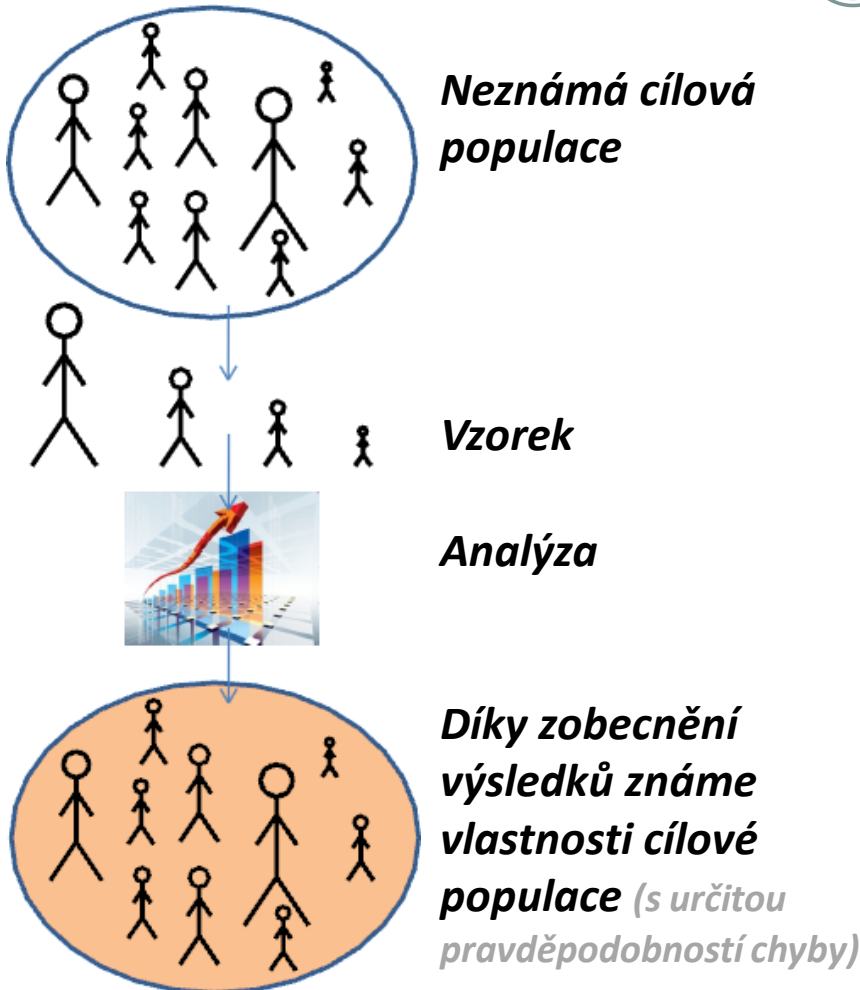 Neznámá cílová
populace
Vzorek
Analýza
Díky zobecnění
výsledků známe
vlastnosti cílové
populace (s určitou
pravděpodobností chyby)